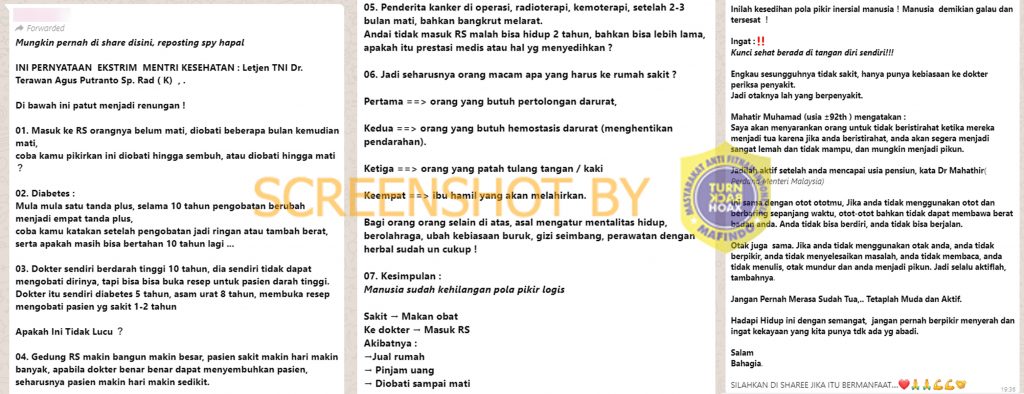 Forwarded
Mungkin pernah di share disini, reposting spy hapal
INI PERNYATAAN EKSTRIM MENTRI KESEHATAN : Letjen TNI Dr.
Terawan Agus Putranto Sp. Rad ( K) , .
Di bawah ini patut menjadi renungan !
01. Masuk ke RS orangnya belum mati, diobati beberapa bulan kemudian
mati,
coba kamu pikirkan ini diobati hingga sembuh, atau diobati hingga mati
?
02. Diabetes :
Mula mula satu tanda plus, selama 10 tahun pengobatan berubah
menjadi empat tanda plus,
coba kamu katakan setelah pengobatan jadi ringan atau tambah berat,
serta apakah masih bisa bertahan 10 tahun lagi ...
03. Dokter sendiri berdarah tinggi 10 tahun, dia sendiri tidak dapat
mengobati dirinya, tapi bisa bisa buka resep untuk pasien darah tinggi.
Dokter itu sendiri diabetes 5 tahun, asam urat 8 tahun, membuka resep
mengobati pasien yg sakit 1-2 tahun
Apakah Ini Tidak Lucu ?
04. Gedung RS makin bangun makin besar, pasien sakit makin hari makin
banyak, apabila dokter benar benar dapat menyembuhkan pasien,
seharusnya pasien makin hari makin sedikit.
05. Penderita kanker di operasi, radioterapi, kemoterapi, setelah 2-3
bulan mati, bahkan bangkrut melarat.
Andai tidak masuk RS malah bisa hidup 2 tahun, bahkan bisa lebih lama,
apakah itu prestasi medis atau hal yg menyedihkan ?
06. Jadi seharusnya orang macam apa yang harus ke rumah sakit ?
Pertama ==> orang yang butuh pertolongan darurat,
Kedua ==> orang yang butuh hemostasis darurat (menghentikan
pendarahan).
Ketiga ==> orang yang patah tulang tangan / kaki
Keempat ==> ibu hamil yang akan melahirkan.
Bagi orang orang selain di atas, asal mengatur mentalitas hidup,
berolahraga, ubah kebiasaan buruk, gizi seimbang, perawatan dengan
herbal sudah un cukup !
07. Kesimpulan :
Manusia sudah kehilangan pola pikir logis
Sakit → Makan obat
Ke dokter → Masuk RS
Akibatnya :
→Jual rumah
→ Pinjam uang
→ Diobati sampai mati
Inilah kesedihan pola pikir inersial manusia ! Manusia demikian galau dan
tersesat !
Ingat :‼️
Kunci sehat berada di tangan diri sendiri!!!
Engkau sesungguhnya tidak sakit, hanya punya kebiasaan ke dokter
periksa penyakit.
Jadi otaknya lah yang berpenyakit.
Mahatir Muhamad (usia ±92th ) mengatakan :
Saya akan menyarankan orang untuk tidak beristirahat ketika mereka
menjadi tua karena jika anda beristirahat, anda akan segera menjadi
sangat lemah dan tidak mampu, dan mungkin menjadi pikun.
Jadilah aktif setelah anda mencapai usia pensiun, kata Dr Mahathir(
Perdana Menteri Malaysia)
sama dengan otot ototmu, Jika anda tidak menggunakan otot dan
berbaring sepanjang waktu, otot-otot bahkan tidak dapat membawa berat
badan anda. Anda tidak bisa berdiri, anda tidak bisa berjalan.
Otak juga sama. Jika anda tidak menggunakan otak anda, anda tidak
berpikir, anda tidak menyelesaikan masalah, anda tidak membaca, anda
tidak menulis, otak mundur dan anda menjadi pikun. Jadi selalu aktiflah,
tambahnya.
Jangan Pernah Merasa Sudah Tua,.. Tetaplah Muda dan Aktif.
Hadapi Hidup ini dengan semangat, jangan pernah berpikir menyerah dan
ingat kekayaan yang kita punya tdk ada yg abadi.
Salam
Bahagia.
SILAHKAN DI SHAREE JIKA ITU BERMANFAAT...❤️🙏🙏💪💪🤝
19:36
SCREENSHOT BY
MASYARAKAT ANTI FITNAH
TURN
BACK
HOAX
MAFINDO